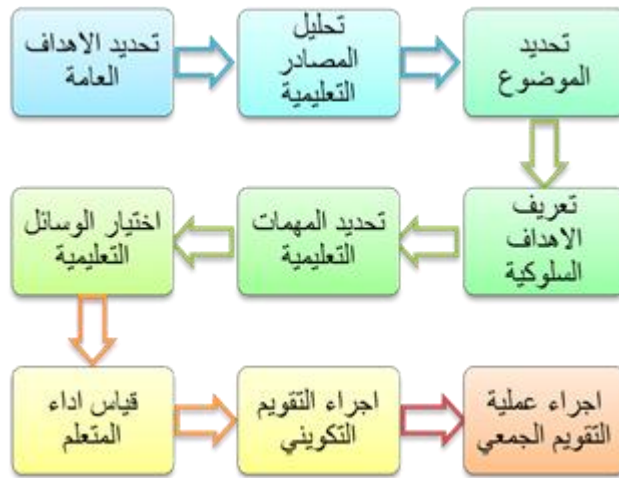 تحديد الاهداف
العامة
تحليل
المصادر
التعليمية
تحديد
الموضوع
تعريف
الاهداف
السلوكية
تحديد المهمات
التعليمية
اختيار الوسائل
التعليمية
قياس اداء
المتعلم
اجراء التقويم
التكويني
اجراء عملية
التقويم الجمعي